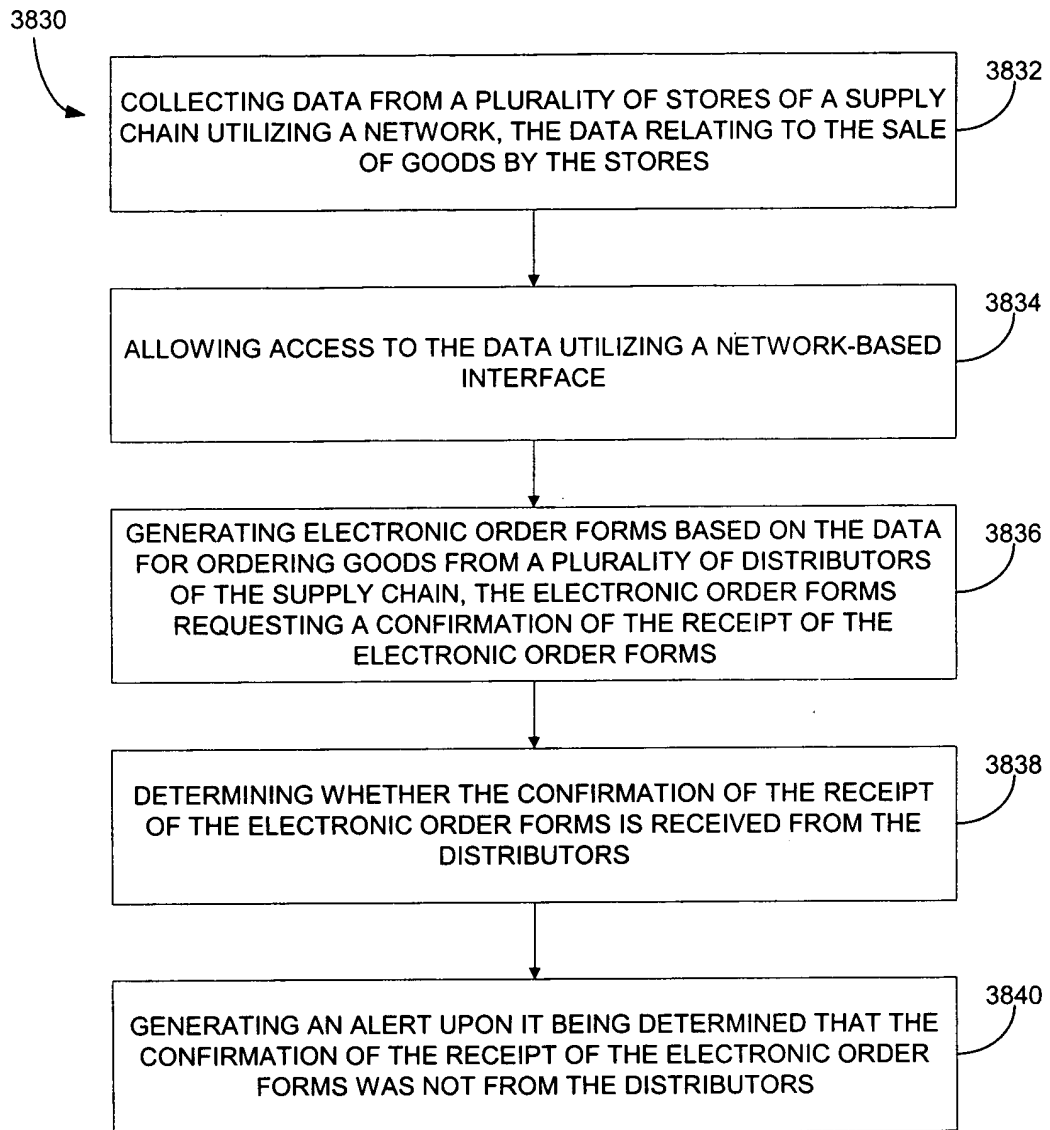 3830
3832
COLLECTING DATA FROM A PLURALITY OF STORES OF A SUPPLY
CHAIN UTILIZING A NETWORK, THE DATA RELATING TO THE SALE
OF GOODS BY THE STORES
3834
ALLOWING ACCESS TO THE DATA UTILIZING A NETWORK-BASED
INTERFACE
3836
GENERATING ELECTRONIC ORDER FORMS BASED ON THE DATA
FOR ORDERING GOODS FROM A PLURALITY OF DISTRIBUTORS
OF THE SUPPLY CHAIN, THE ELECTRONIC ORDER FORMS
REQUESTING A CONFIRMATION OF THE RECEIPT OF THE
ELECTRONIC ORDER FORMS
3838
DETERMINING WHETHER THE CONFIRMATION OF THE RECEIPT
OF THE ELECTRONIC ORDER FORMS IS RECEIVED FROM THE
DISTRIBUTORS
3840
GENERATING AN ALERT UPON IT BEING DETERMINED THAT THE
CONFIRMATION OF THE RECEIPT OF THE ELECTRONIC ORDER
FORMS WAS NOT FROM THE DISTRIBUTORS